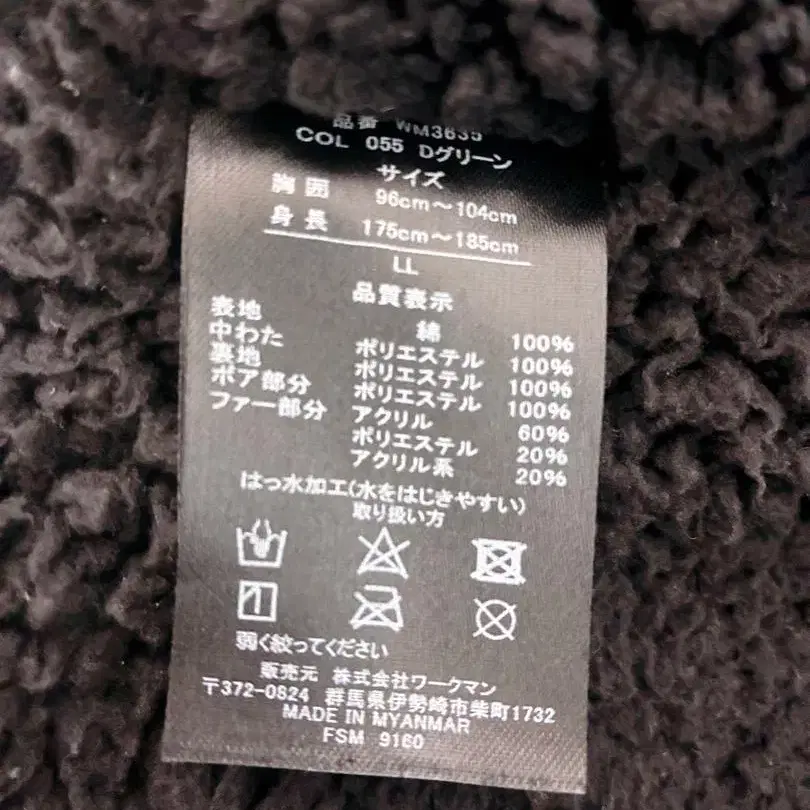 品番 WM3635
COL 055 Dグリーン
サイズ
胸囲 96cm～104cm
身長 175cm～185cm
LL
品質表示
表地 綿 100%
中わた ポリエステル 100%
裏地 ポリエステル 100%
ボア部分 ポリエステル 100%
ファー部分 アクリル 60%
ポリエステル 20%
アクリル系 20%
はっ水加工(水をはじきやすい)
取り扱い方
弱く絞ってください
販売元 株式会社ワークマン
〒372-0824 群馬県伊勢崎市柴町1732
MADE IN MYANMAR
FSM 9160